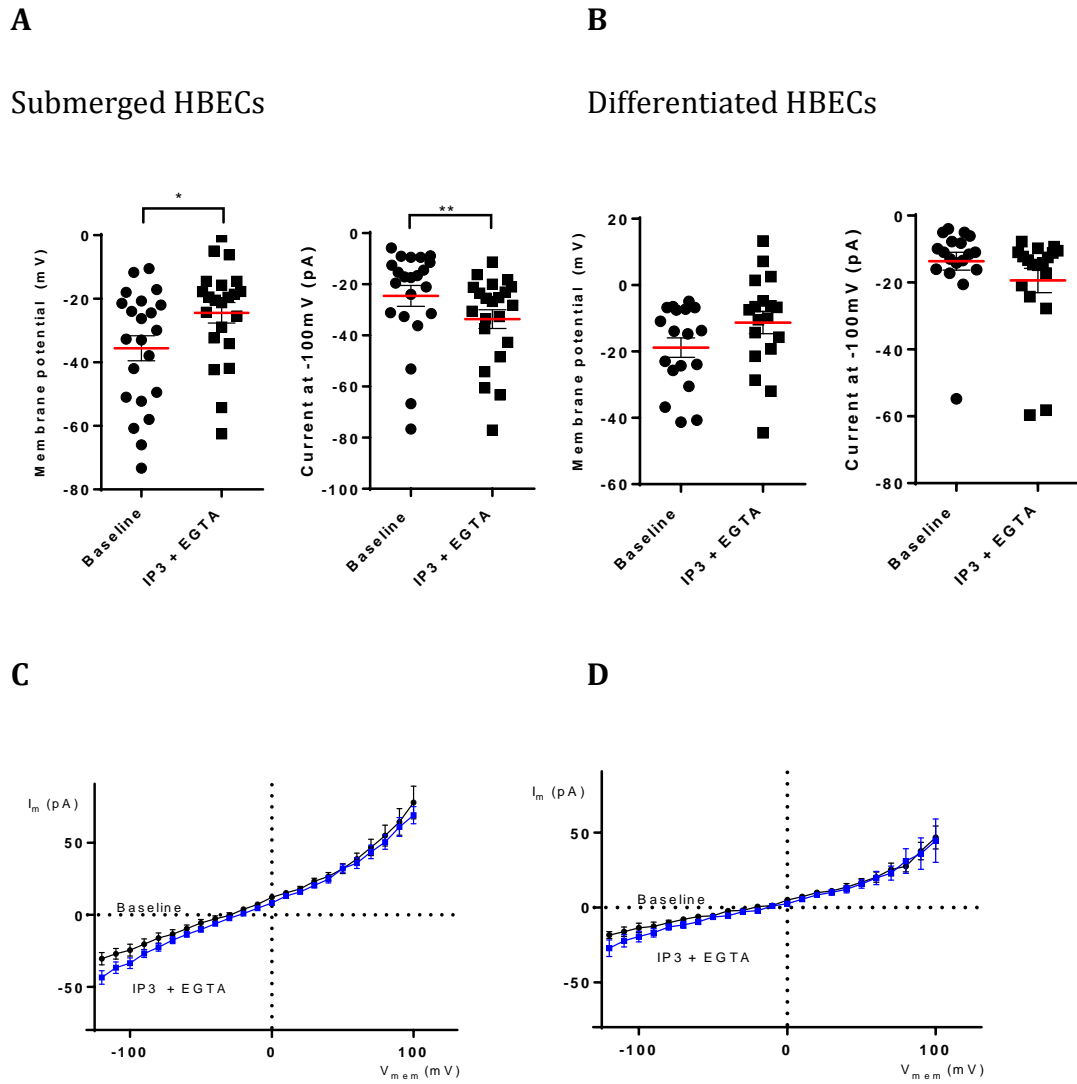 A
B
Submerged HBECs
Differentiated HBECs
*
**
Membrane potential (mV)
0
-20
-40
-60
-80
Baseline
IP3 + EGTA
Current at -100mV (pA)
0
-20
-40
-60
-80
-100
Baseline
IP3 + EGTA
Membrane potential (mV)
20
0
-20
-40
-60
Baseline
IP3 + EGTA
Current at -100mV (pA)
0
-20
-40
-60
-80
Baseline
IP3 + EGTA
C
D
Im (pA)
50
0
-50
Baseline
IP3 + EGTA
-100
0
100
Vmem (mV)
Im (pA)
50
0
-50
Baseline
IP3 + EGTA
-100
0
100
Vmem (mV)